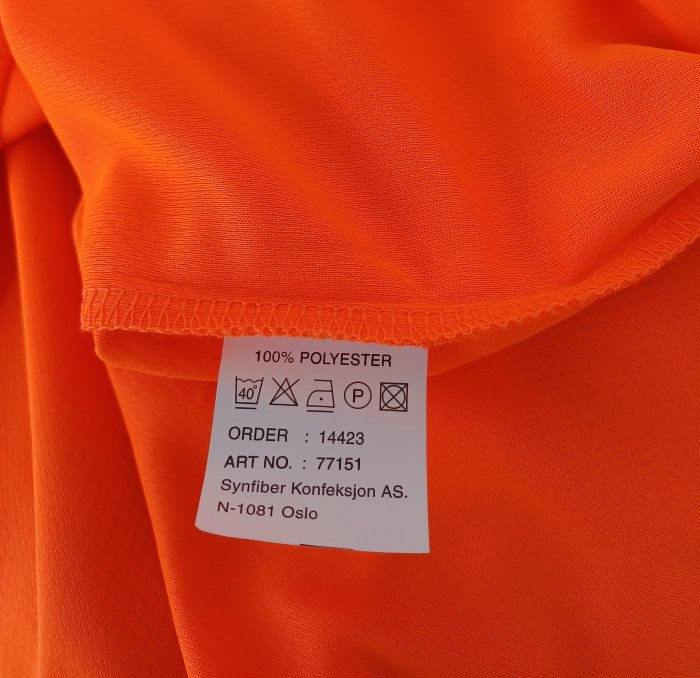 100% POLYESTER
40° P
ORDER : 14423
ART NO. : 77151
Synfiber Konfeksjon AS.
N-1081 Oslo